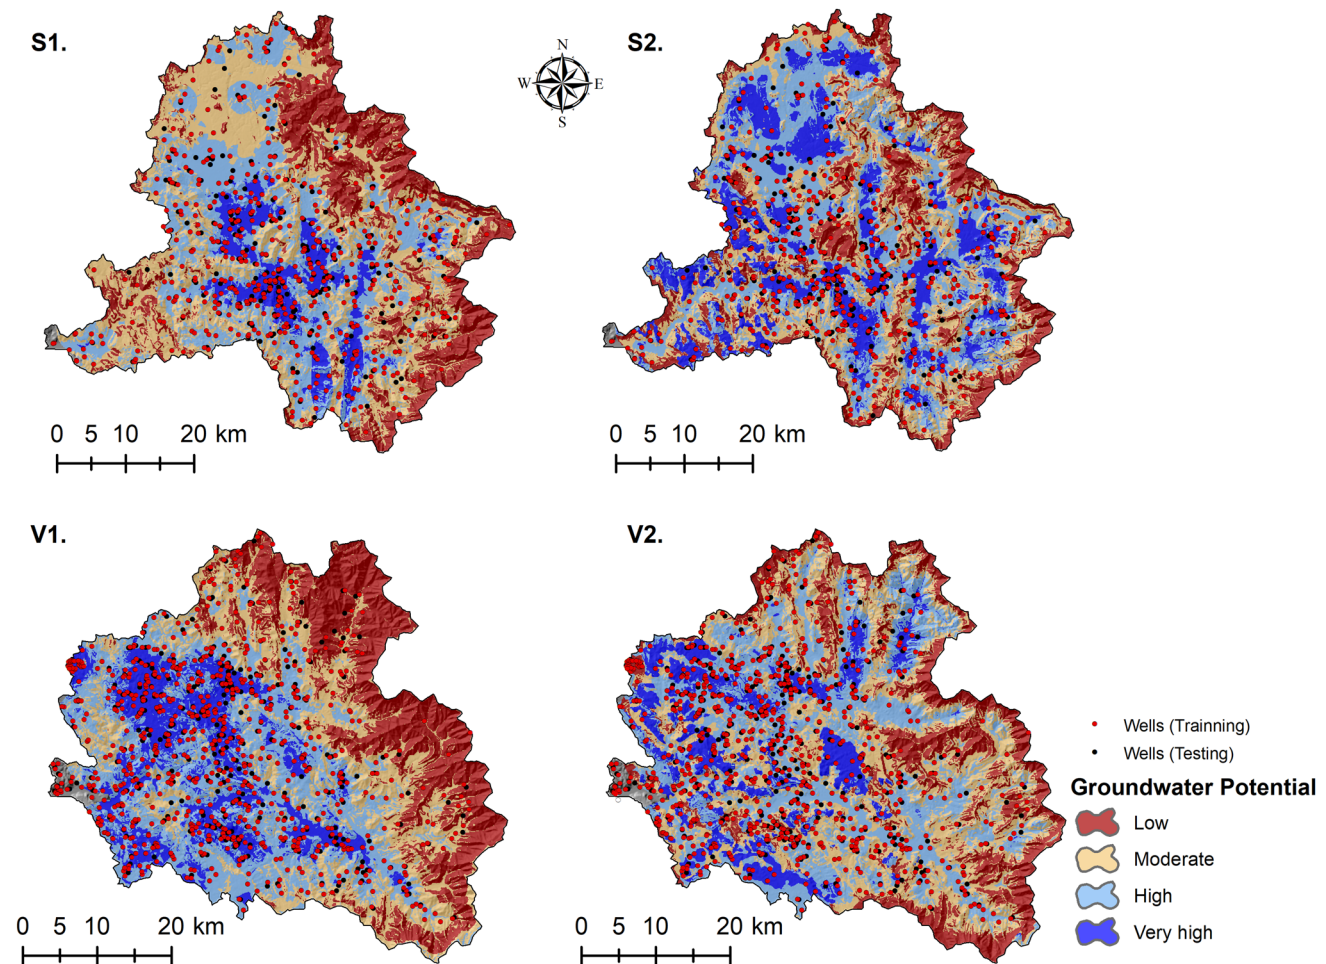 S1.
S2.
N
W E
S
0 5 10 20 km
0 5 10 20 km
V1.
V2.
Wells (Trainning)
Wells (Testing)
Groundwater Potential
Low
Moderate
High
Very high
0 5 10 20 km
0 5 10 20 km